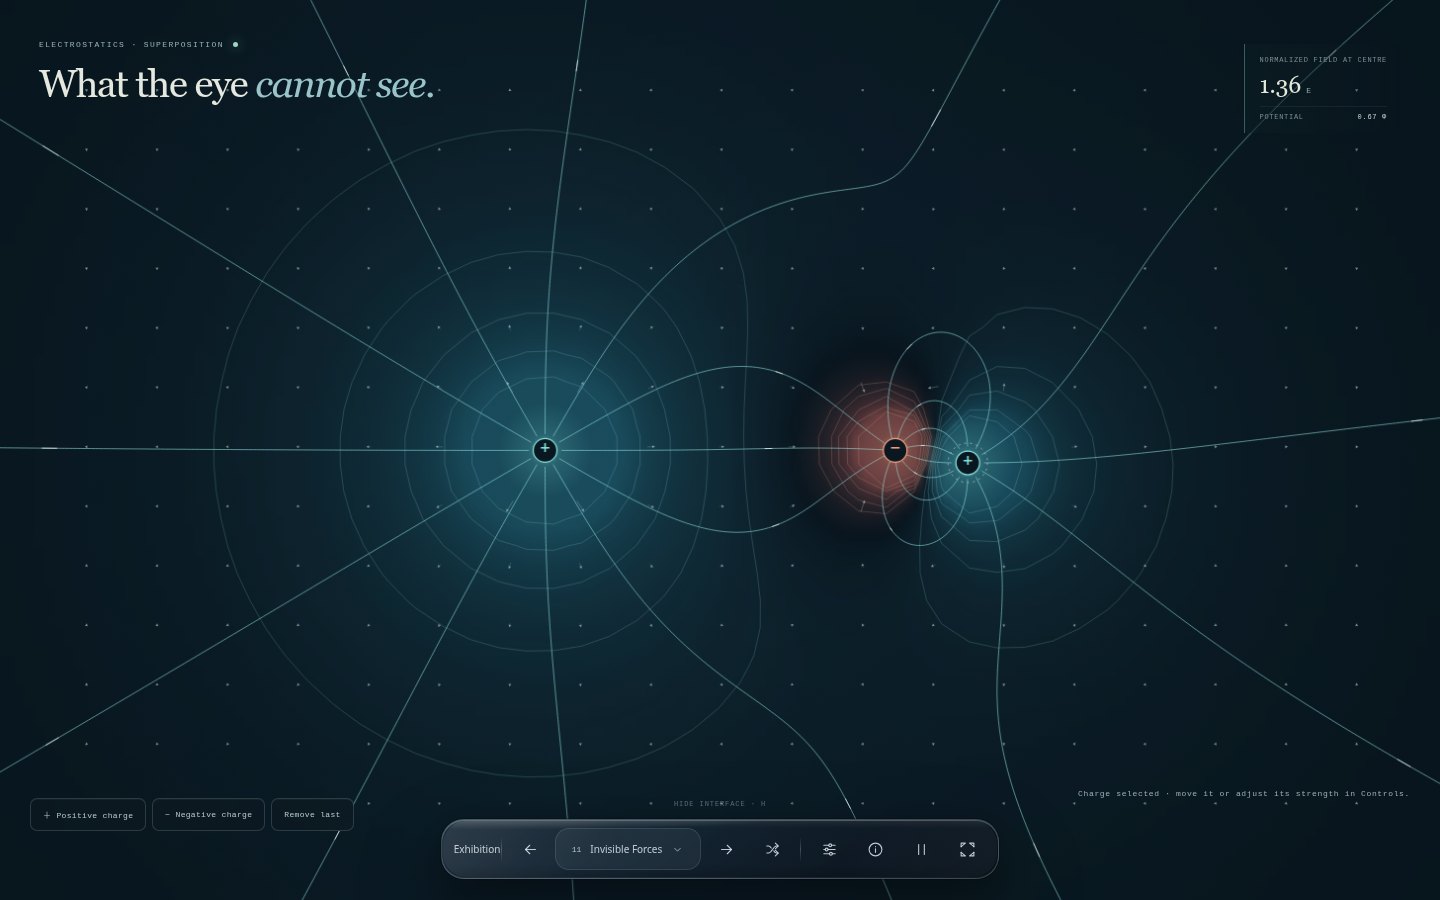 ELECTROSTATICS · SUPERPOSITION
What the eye cannot see.
NORMALIZED FIELD AT CENTRE
1.36 E
POTENTIAL 0.67 φ
+
−
+
Charge selected · move it or adjust its strength in Controls.
HIDE INTERFACE · H
+ Positive charge
− Negative charge
Remove last
Exhibition
11 Invisible Forces